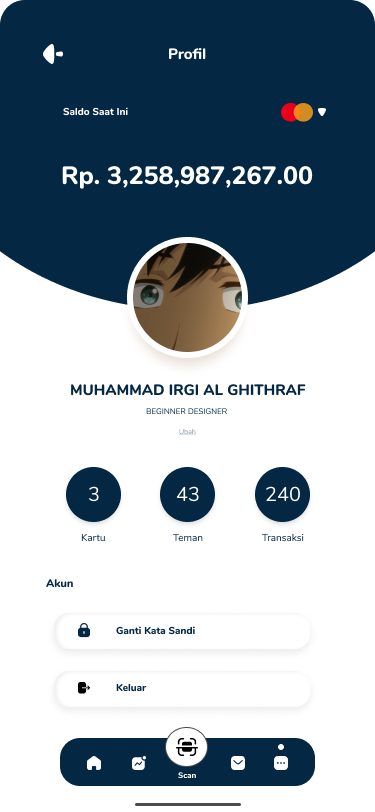 Profil
Saldo Saat Ini
Rp. 3,258,987,267.00
MUHAMMAD IRGI AL GHITHRAF
BEGINNER DESIGNER
Ubah
3
43
240
Kartu
Teman
Transaksi
Akun
Ganti Kata Sandi
Keluar
Scan